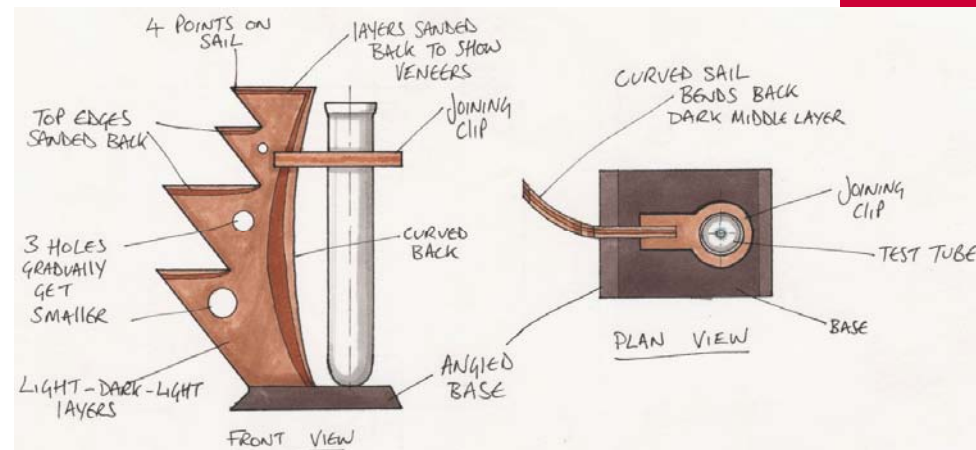 4 POINTS ON
SAIL
LAYERS SANDED
BACK TO SHOW
VENEERS
TOP EDGES
SANDED BACK
JOINING
CLIP
3 HOLES
GRADUALLY
GET
SMALLER
CURVED
BACK
LIGHT-DARK-LIGHT
LAYERS
ANGLED
BASE
FRONT VIEW
CURVED SAIL
BENDS BACK
DARK MIDDLE LAYER
JOINING
CLIP
TEST TUBE
BASE
PLAN VIEW